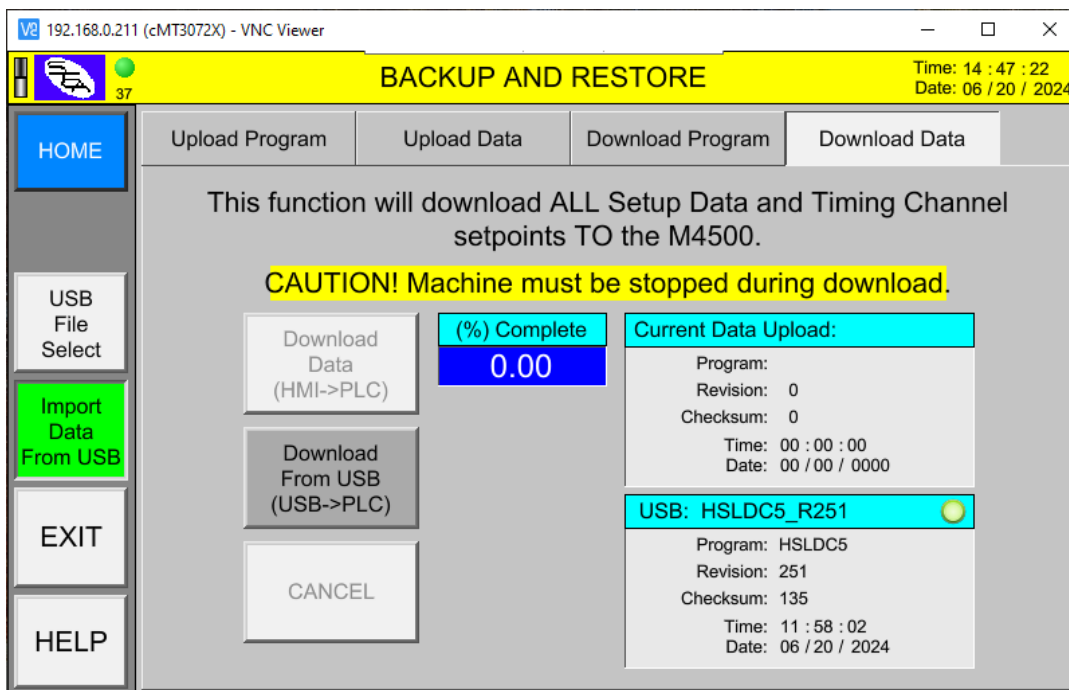 192.168.0.211 (cMT3072X) - VNC Viewer
37
BACKUP AND RESTORE
Time: 14 : 47 : 22
Date: 06 / 20 / 2024
HOME
Upload Program
Upload Data
Download Program
Download Data
This function will download ALL Setup Data and Timing Channel
setpoints TO the M4500.
CAUTION! Machine must be stopped during download.
USB
File
Select
Import
Data
From USB
EXIT
HELP
Download
Data
(HMI->PLC)
Download
From USB
(USB->PLC)
CANCEL
(%) Complete
0.00
Current Data Upload:
Program:
Revision: 0
Checksum: 0
Time: 00 : 00 : 00
Date: 00 / 00 / 0000
USB: HSLDC5_R251
Program: HSLDC5
Revision: 251
Checksum: 135
Time: 11 : 58 : 02
Date: 06 / 20 / 2024